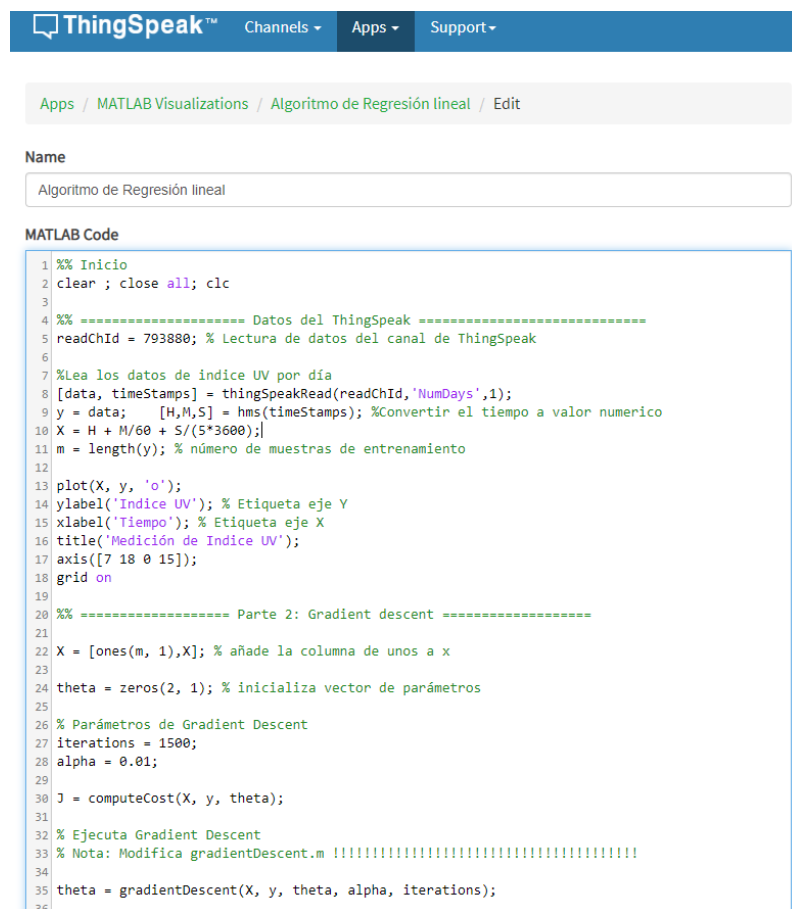 ThingSpeak™ Channels Apps Support
Apps / MATLAB Visualizations / Algoritmo de Regresión lineal / Edit
Name
Algoritmo de Regresión lineal
MATLAB Code
1 %% Inicio
2 clear ; close all; clc
3
4 %% ===================== Datos del ThingSpeak =============================
5 readChId = 793880; % Lectura de datos del canal de ThingSpeak
6
7 %Lea los datos de indice UV por día
8 [data, timeStamps] = thingSpeakRead(readChId,'NumDays',1);
9 y = data;    [H,M,S] = hms(timeStamps); %Convertir el tiempo a valor numerico
10 X = H + M/60 + S/(5*3600);
11 m = length(y); % número de muestras de entrenamiento
12
13 plot(X, y, 'o');
14 ylabel('Indice UV'); % Etiqueta eje Y
15 xlabel('Tiempo'); % Etiqueta eje X
16 title('Medición de Indice UV');
17 axis([7 18 0 15]);
18 grid on
19
20 %% =================== Parte 2: Gradient descent ===================
21
22 X = [ones(m, 1),X]; % añade la columna de unos a x
23
24 theta = zeros(2, 1); % inicializa vector de parámetros
25
26 % Parámetros de Gradient Descent
27 iterations = 1500;
28 alpha = 0.01;
29
30 J = computeCost(X, y, theta);
31
32 % Ejecuta Gradient Descent
33 % Nota: Modifica gradientDescent.m !!!!!!!!!!!!!!!!!!!!!!!!!!!!!!!!!!!!!!!
34
35 theta = gradientDescent(X, y, theta, alpha, iterations);
36